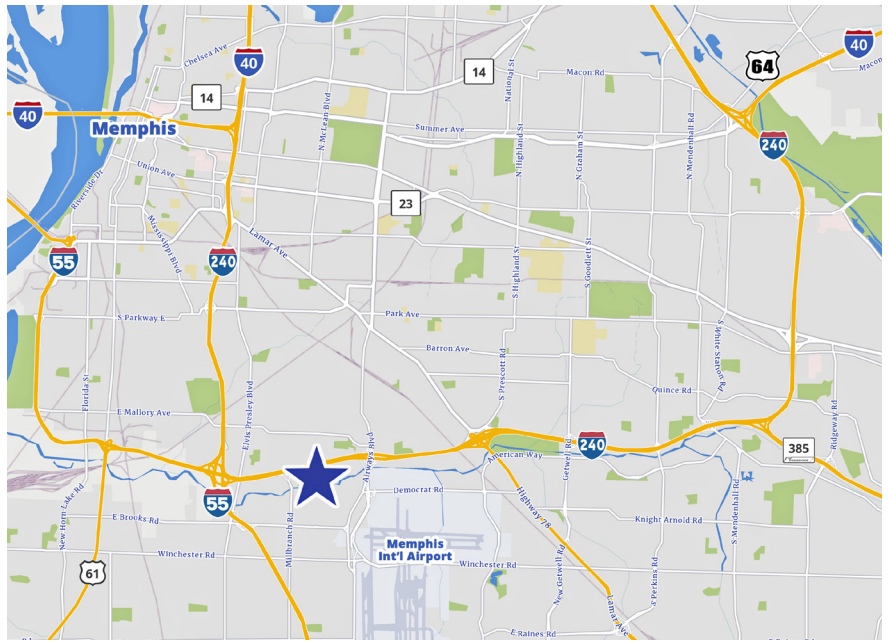 Chelsea Ave
40
64
40
Macon
14
14
Macon Rd
National St
40
Memphis
N McLean Blvd
Summer Ave
N Highland St
N Graham St
N Mendenhall Rd
240
Union Ave
Riverside Dr
23
Mississippi Blvd
Lamar Ave
55
240
S Highland St
S Goodlett St
S Parkway E
Park Ave
Barron Ave
S White Station Rd
S Prescott Rd
Quince Rd
Florida St
Elvis Presley Blvd
E Mallory Ave
Ridgeway Rd
Airways Blvd
240
Getwell Rd
385
American Way
New Horn Lake Rd
55
Democrat Rd
Highway 78
E Brooks Rd
Millbranch Rd
Knight Arnold Rd
S Mendenhall Rd
Memphis
Int'l Airport
Winchester Rd
Winchester Rd
61
New Getwell Rd
S Perkins Rd
Lamar Ave
E Raines Rd